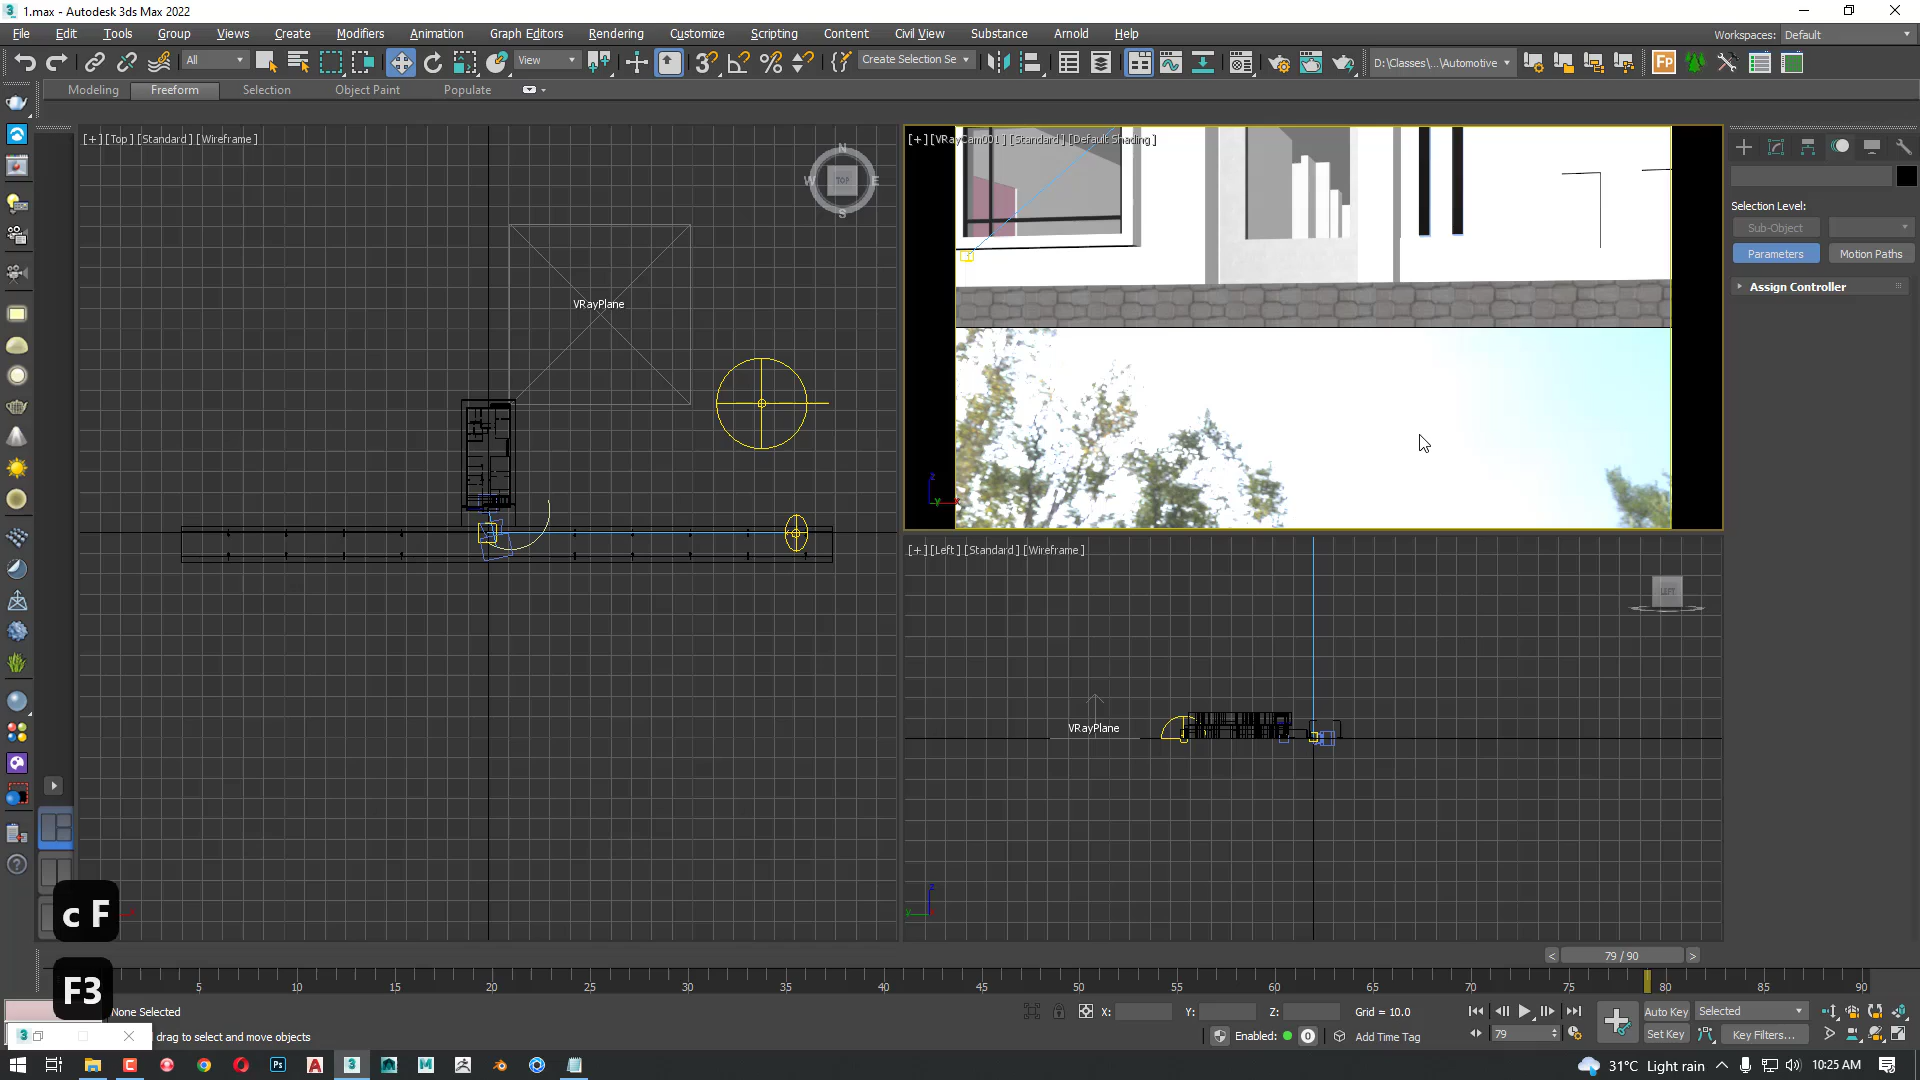 1.max - Autodesk 3ds Max 2022
File Edit Tools Group Views Create Modifiers Animation Graph Editors Rendering Customize Scripting Content Civil View Substance Arnold Help
Workspaces: Default
All
View
Create Selection Se
D:\Classes\...\Automotive
Modeling Freeform Selection Object Paint Populate
[+] [Top] [Standard] [Wireframe]
N
W TOP E
S
VRayPlane
[+] [VRayCam001] [Standard] [Default Shading]
Selection Level:
Sub-Object
Parameters Motion Paths
Assign Controller
z
y x
[+] [Left] [Standard] [Wireframe]
LEFT
VRayPlane
z
y
c F
F3
79 / 90
5 10 15 20 25 30 35 40 45 50 55 60 65 70 75 80 85 90
None Selected
X: Y: Z: Grid = 10.0
Auto Key Selected
drag to select and move objects
Enabled: 0 Add Time Tag
79
Set Key Key Filters...
31°C Light rain
10:25 AM